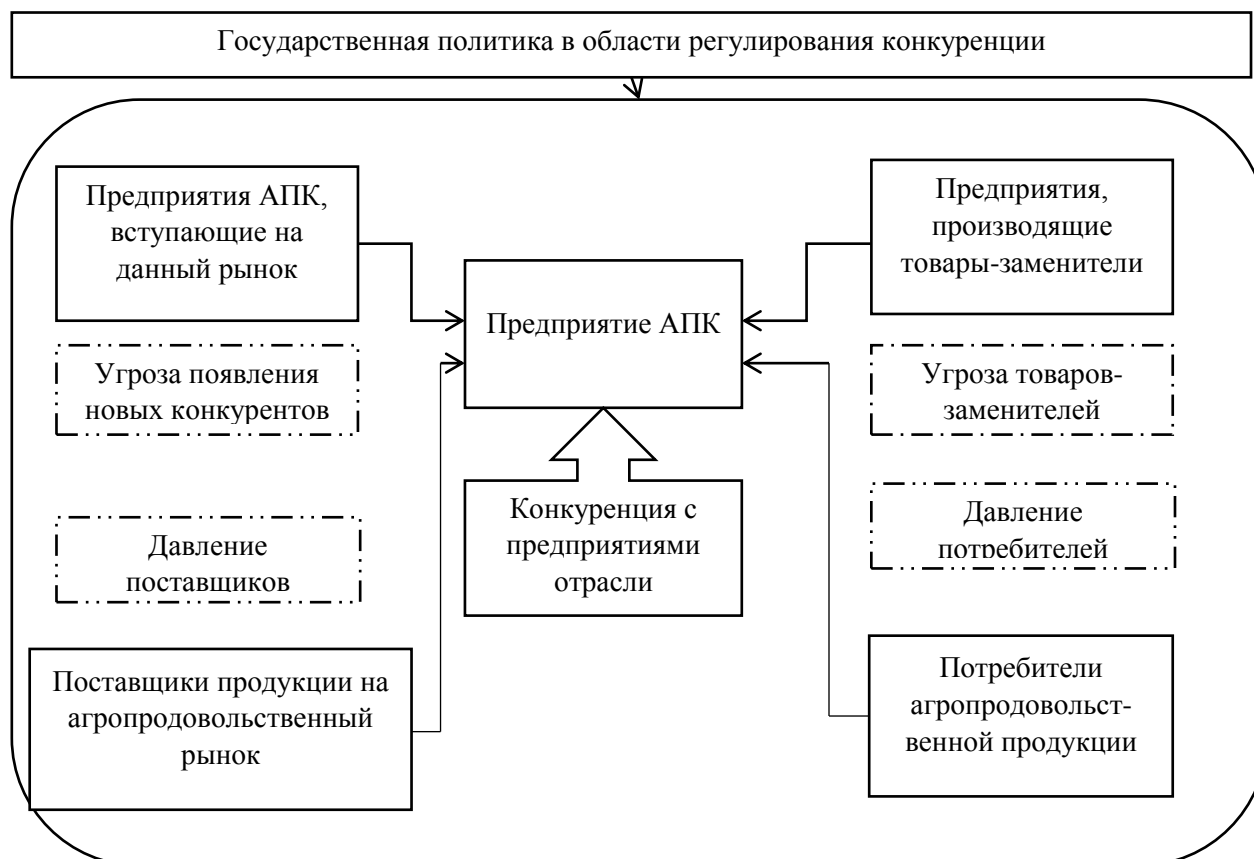 Государственная политика в области регулирования конкуренции
Предприятия АПК,
вступающие на
данный рынок
Предприятия,
производящие
товары-заменители
Предприятие АПК
Угроза появления
новых конкурентов
Угроза товаров-
заменителей
Давление
поставщиков
Конкуренция с
предприятиями
отрасли
Давление
потребителей
Поставщики продукции на
агропродовольственный
рынок
Потребители
агропродовольст-
венной продукции